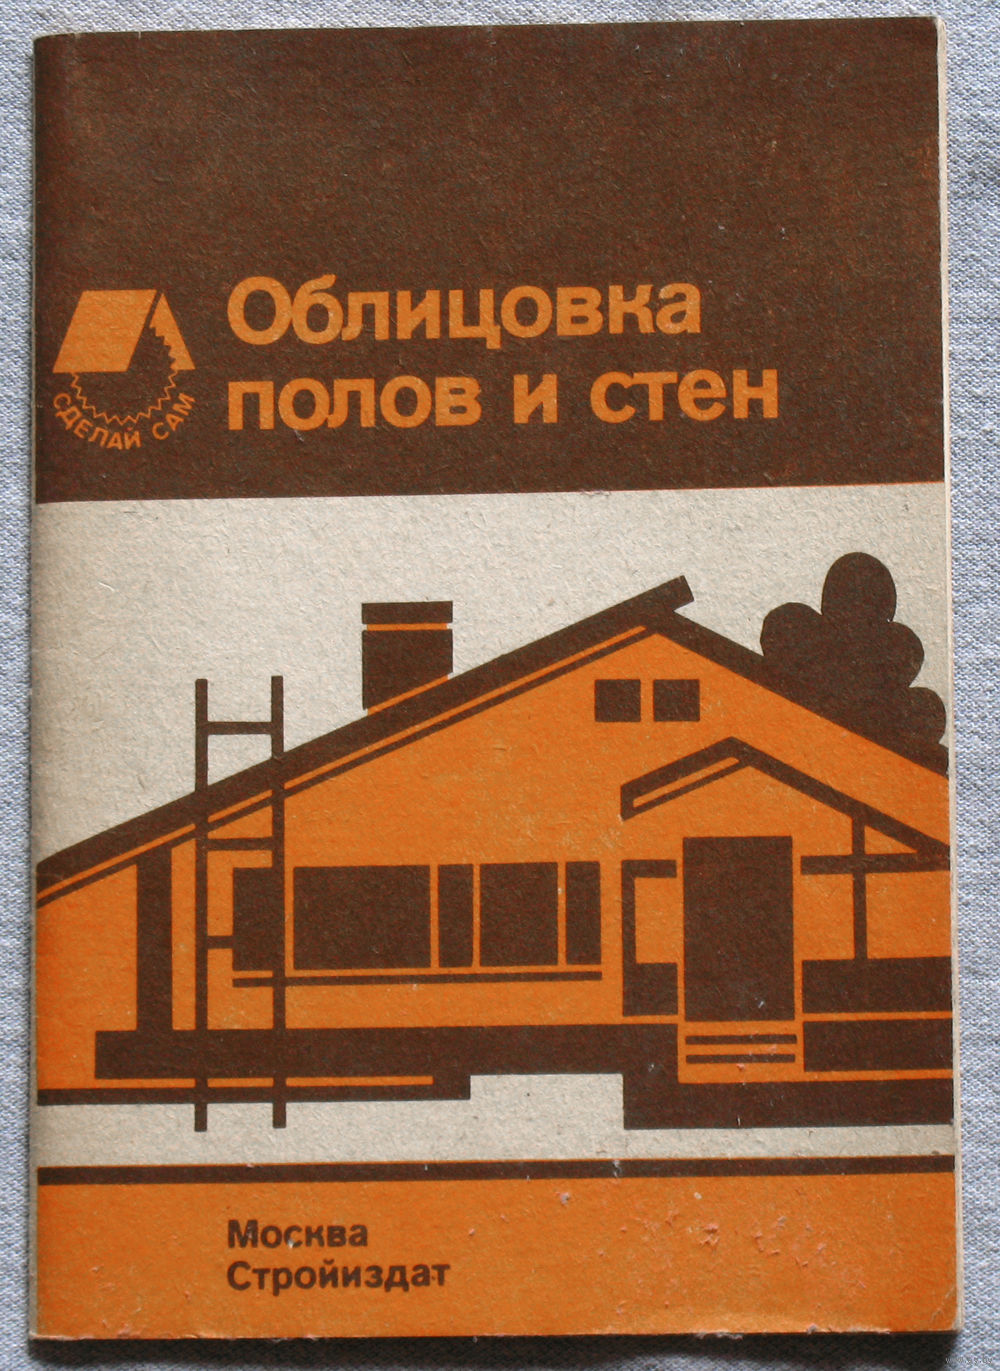 Облицовка
полов и стен
СДЕЛАЙ САМ
Москва
Стройиздат